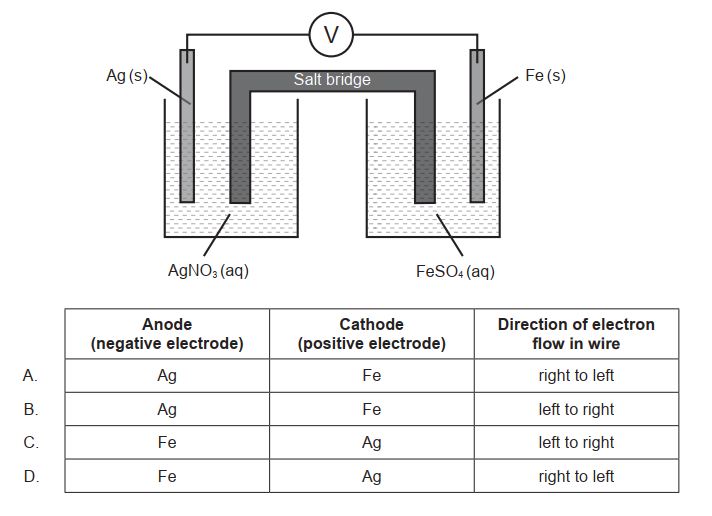 V
Ag (s)
Salt bridge
Fe (s)
AgNO₃ (aq)
FeSO₄ (aq)
Anode
(negative electrode)
Cathode
(positive electrode)
Direction of electron
flow in wire
A. Ag Fe right to left
B. Ag Fe left to right
C. Fe Ag left to right
D. Fe Ag right to left